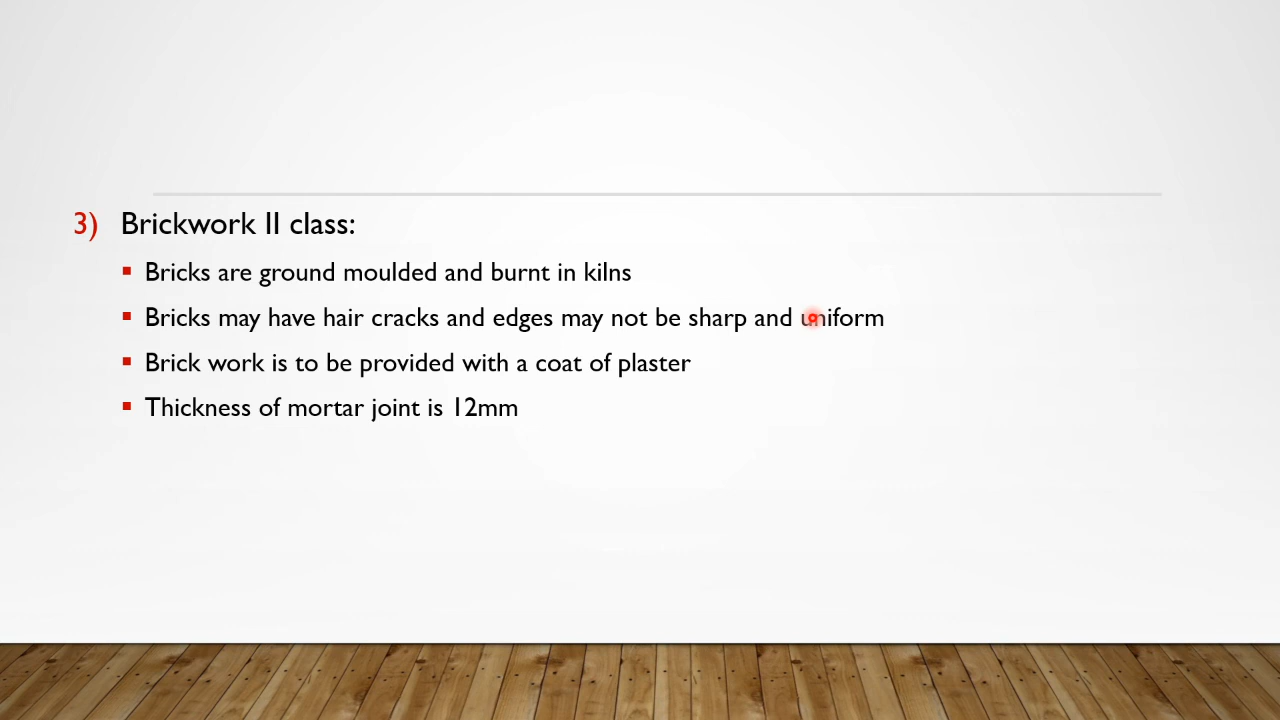 3) Brickwork II class:
▪ Bricks are ground moulded and burnt in kilns
▪ Bricks may have hair cracks and edges may not be sharp and uniform
▪ Brick work is to be provided with a coat of plaster
▪ Thickness of mortar joint is 12mm